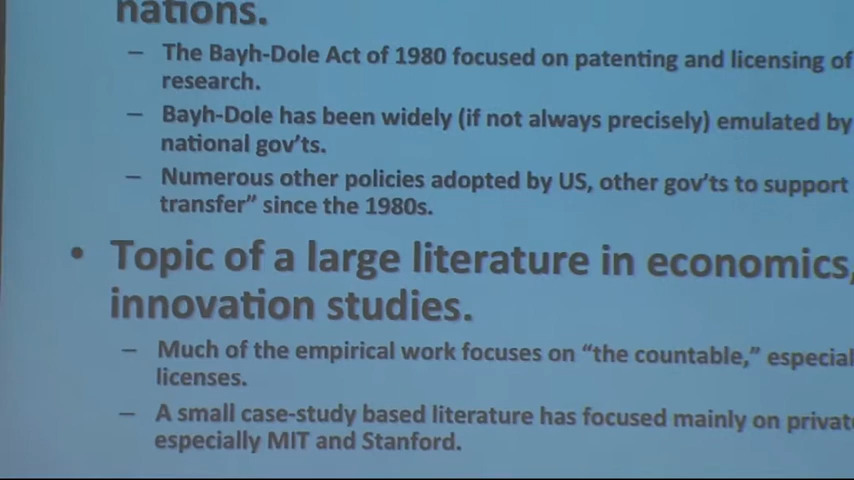 nations.
– The Bayh-Dole Act of 1980 focused on patenting and licensing of
research.
– Bayh-Dole has been widely (if not always precisely) emulated by
national gov'ts.
– Numerous other policies adopted by US, other gov'ts to support
transfer” since the 1980s.
• Topic of a large literature in economics,
innovation studies.
– Much of the empirical work focuses on “the countable,” especial
licenses.
– A small case-study based literature has focused mainly on private
especially MIT and Stanford.